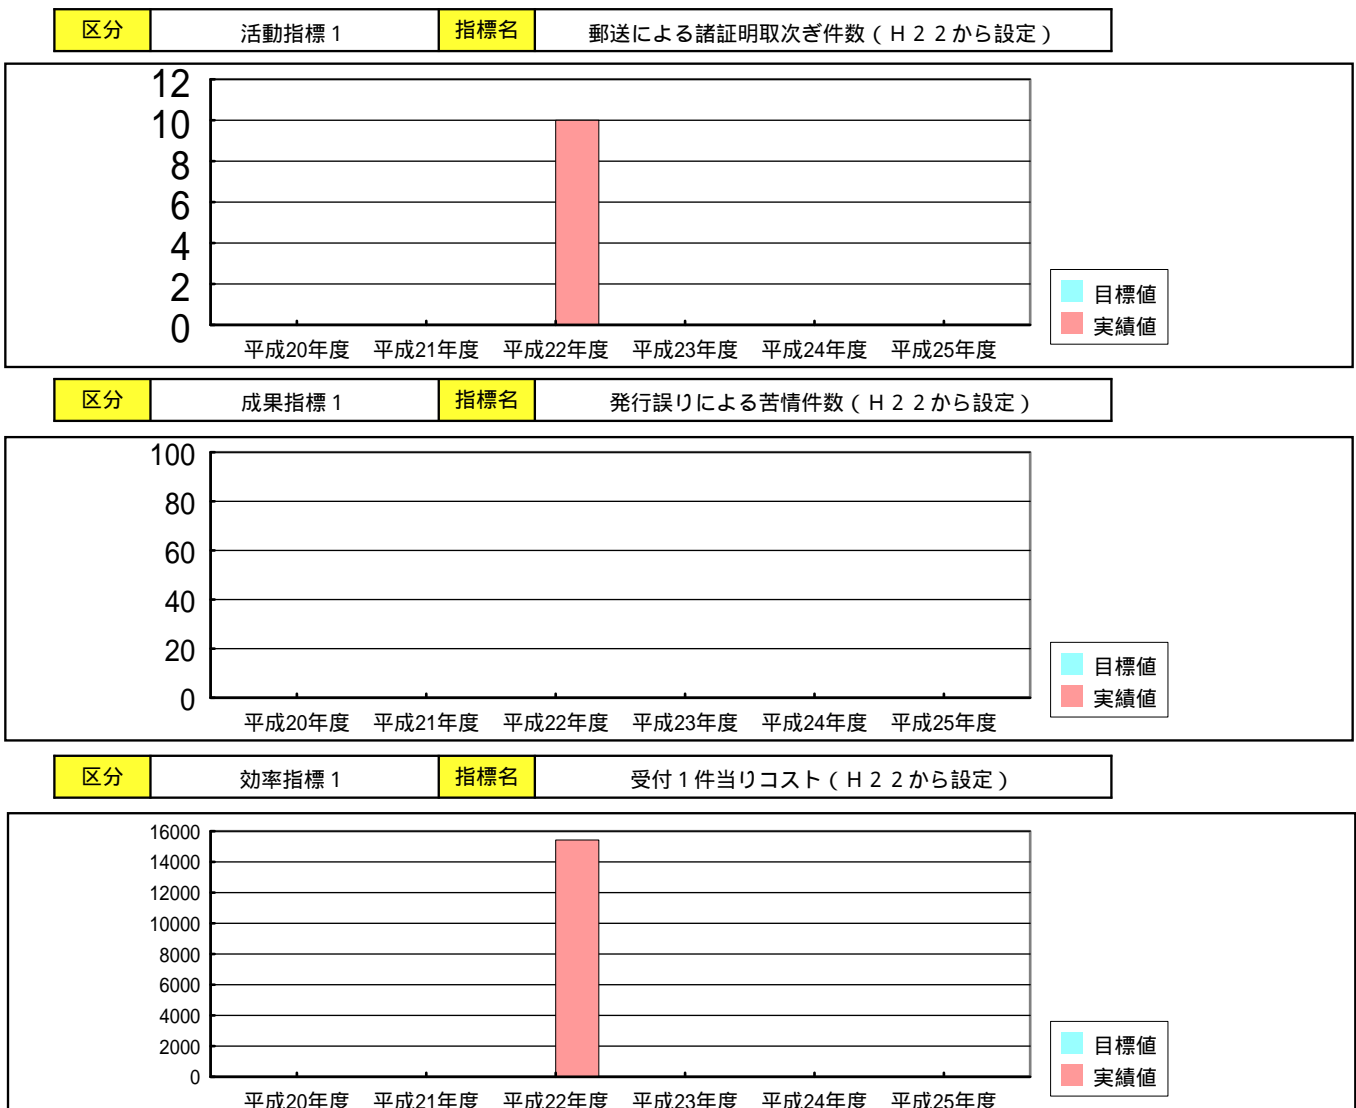 区分 活動指標1 指標名 郵送による諸証明取次ぎ件数(H22から設定)
12
10
8
6
4
2
0
平成20年度 平成21年度 平成22年度 平成23年度 平成24年度 平成25年度
目標値
実績値
区分 成果指標1 指標名 発行誤りによる苦情件数(H22から設定)
100
80
60
40
20
0
平成20年度 平成21年度 平成22年度 平成23年度 平成24年度 平成25年度
目標値
実績値
区分 効率指標1 指標名 受付1件当りコスト(H22から設定)
16000
14000
12000
10000
8000
6000
4000
2000
0
平成20年度 平成21年度 平成22年度 平成23年度 平成24年度 平成25年度
目標値
実績値